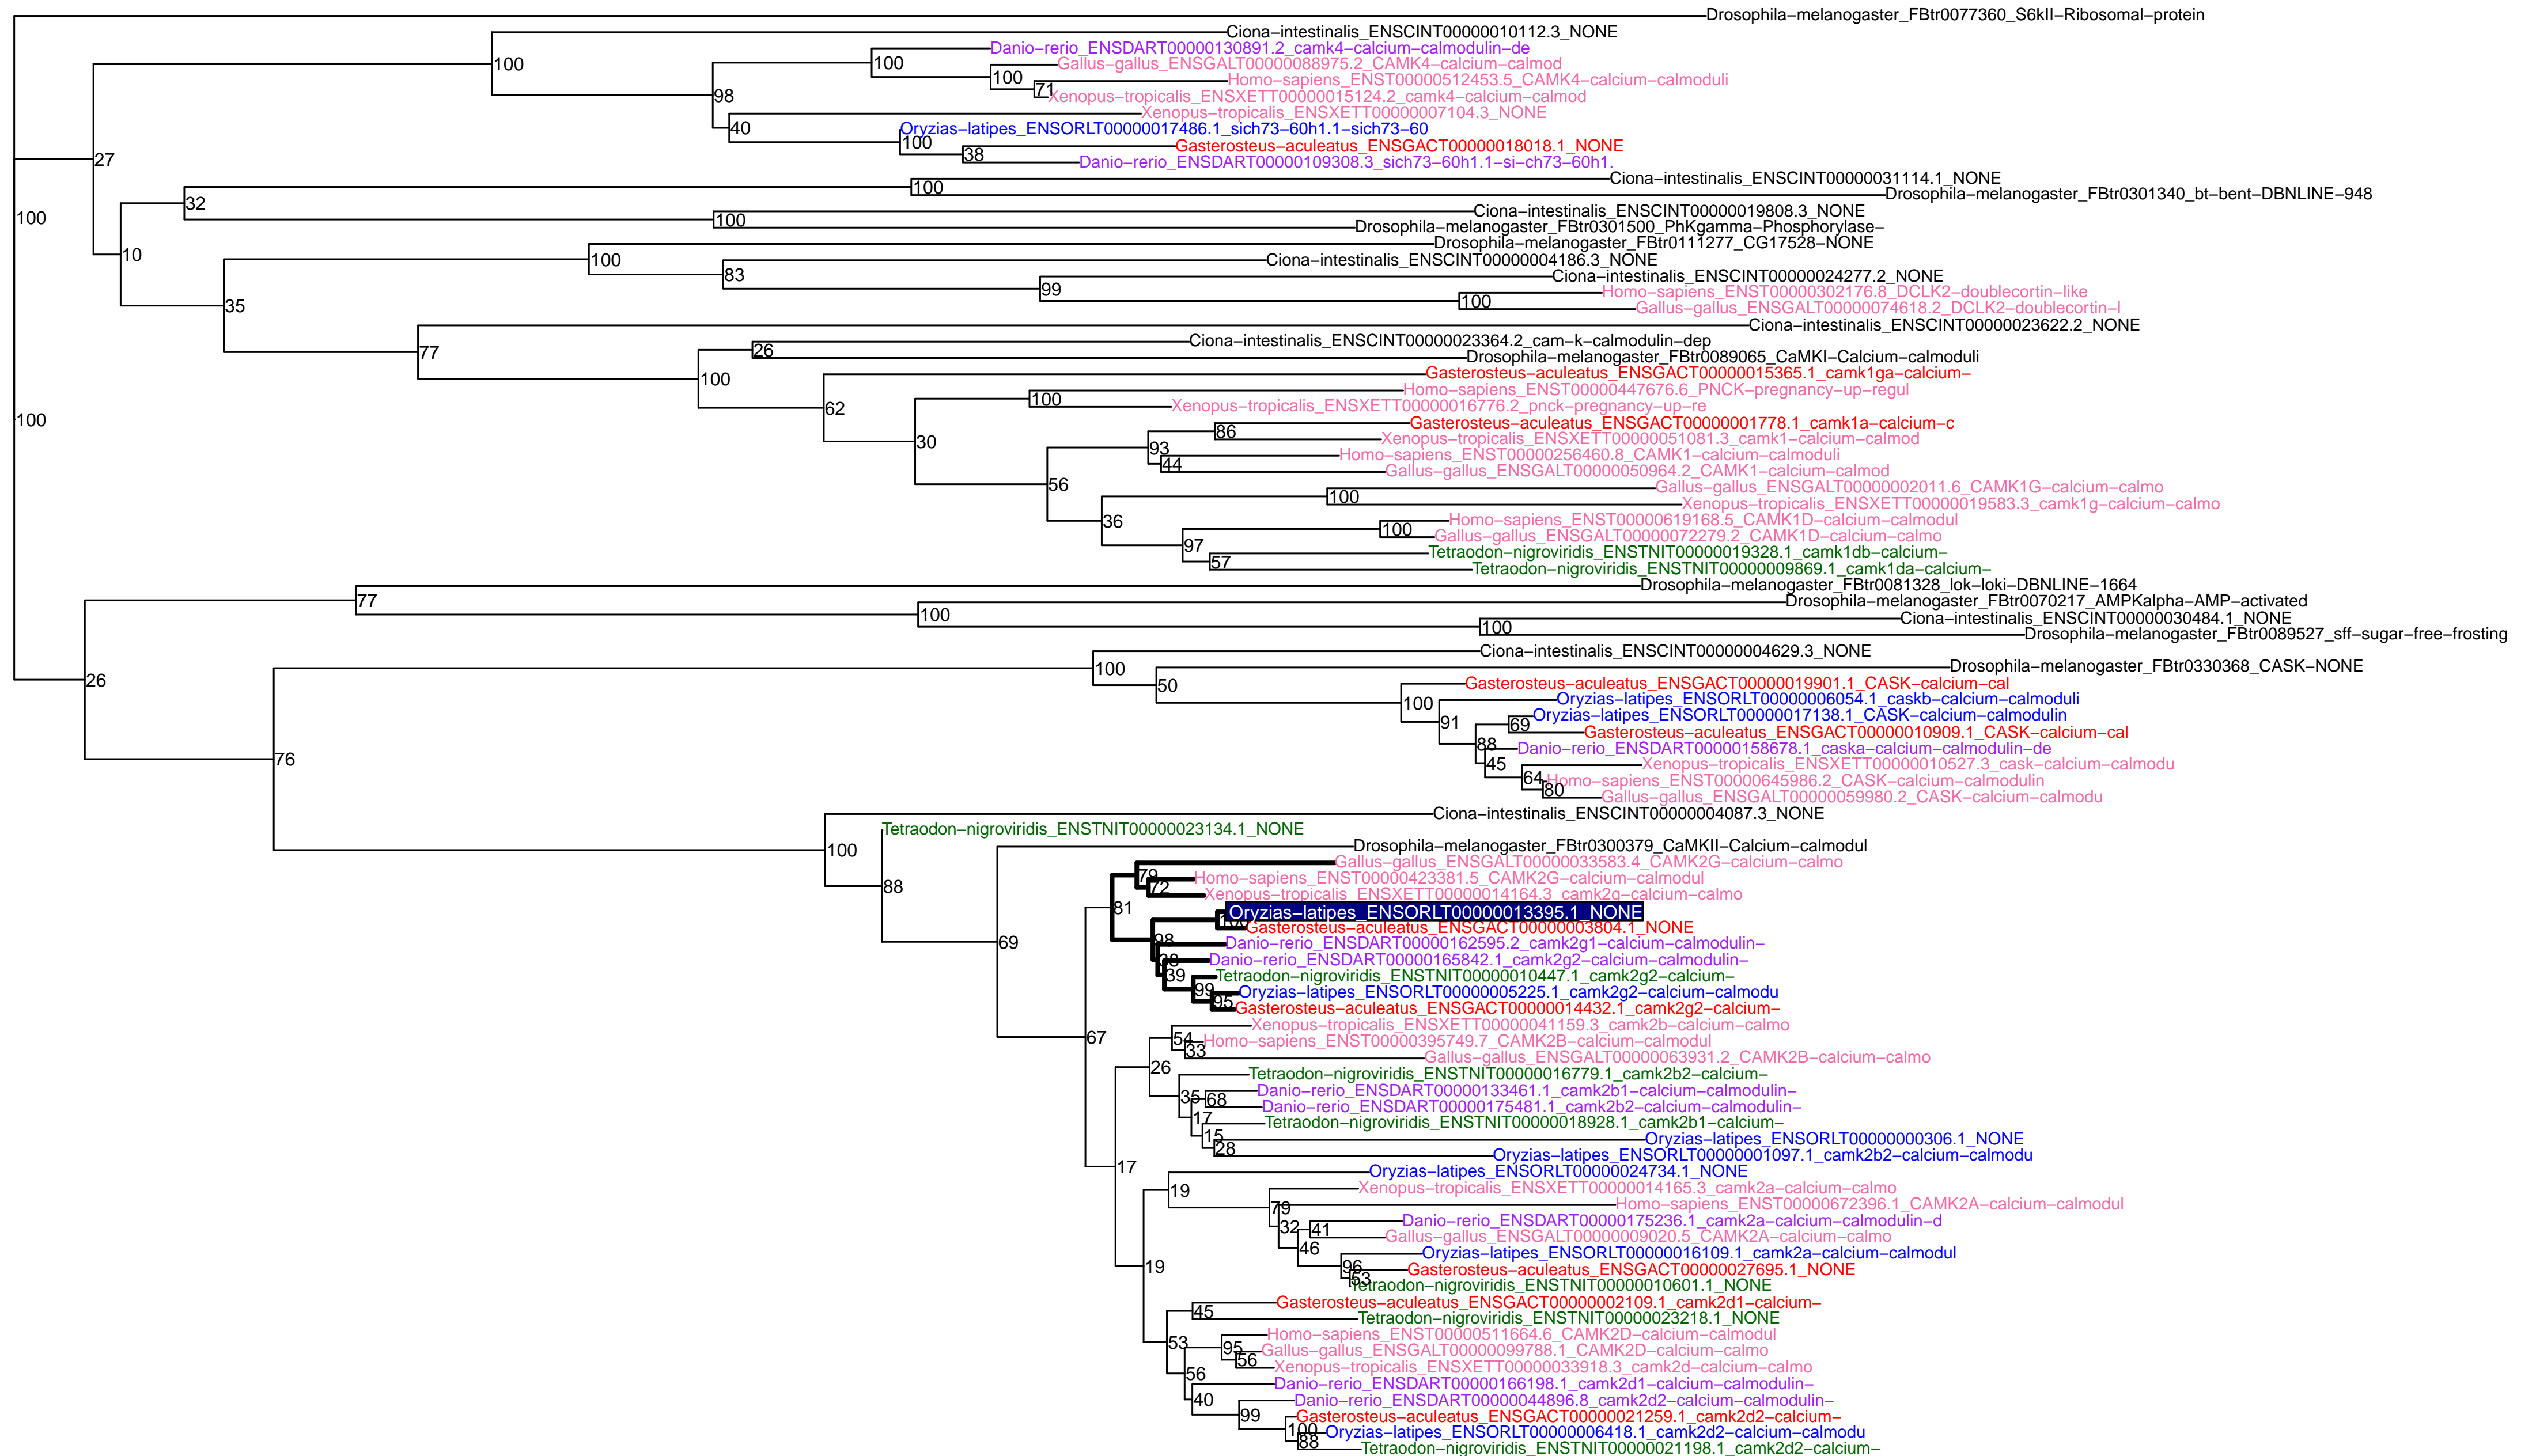 Drosophila−melanogaster_FBtr0077360_S6kII−Ribosomal−protein
Ciona−intestinalis_ENSCINT00000010112.3_NONE
Danio−rerio_ENSDART00000130891.2_camk4−calcium−calmodulin−de
100
100
Gallus−gallus_ENSGALT00000088975.2_CAMK4−calcium−calmod
100
Homo−sapiens_ENST00000512453.5_CAMK4−calcium−calmoduli
71
98
Xenopus−tropicalis_ENSXETT00000015124.2_camk4−calcium−calmod
Xenopus−tropicalis_ENSXETT00000007104.3_NONE
40
Oryzias−latipes_ENSORLT00000017486.1_sich73−60h1.1−sich73−60
100
Gasterosteus−aculeatus_ENSGACT00000018018.1_NONE
38
27
Danio−rerio_ENSDART00000109308.3_sich73−60h1.1−si−ch73−60h1.
Ciona−intestinalis_ENSCINT00000031114.1_NONE
100
Drosophila−melanogaster_FBtr0301340_bt−bent−DBNLINE−948
32
Ciona−intestinalis_ENSCINT00000019808.3_NONE
100
100
Drosophila−melanogaster_FBtr0301500_PhKgamma−Phosphorylase−
Drosophila−melanogaster_FBtr0111277_CG17528−NONE
10
100
Ciona−intestinalis_ENSCINT00000004186.3_NONE
83
Ciona−intestinalis_ENSCINT00000024277.2_NONE
99
Homo−sapiens_ENST00000302176.8_DCLK2−doublecortin−like
100
35
Gallus−gallus_ENSGALT00000074618.2_DCLK2−doublecortin−l
Ciona−intestinalis_ENSCINT00000023622.2_NONE
Ciona−intestinalis_ENSCINT00000023364.2_cam−k−calmodulin−dep
26
77
Drosophila−melanogaster_FBtr0089065_CaMKI−Calcium−calmoduli
Gasterosteus−aculeatus_ENSGACT00000015365.1_camk1ga−calcium−
100
Homo−sapiens_ENST00000447676.6_PNCK−pregnancy−up−regul
100
62
Xenopus−tropicalis_ENSXETT00000016776.2_pnck−pregnancy−up−re
100
Gasterosteus−aculeatus_ENSGACT00000001778.1_camk1a−calcium−c
86
30
Xenopus−tropicalis_ENSXETT00000051081.3_camk1−calcium−calmod
93
Homo−sapiens_ENST00000256460.8_CAMK1−calcium−calmoduli
44
Gallus−gallus_ENSGALT00000050964.2_CAMK1−calcium−calmod
56
Gallus−gallus_ENSGALT00000002011.6_CAMK1G−calcium−calmo
100
Xenopus−tropicalis_ENSXETT00000019583.3_camk1g−calcium−calmo
36
Homo−sapiens_ENST00000619168.5_CAMK1D−calcium−calmodul
100
Gallus−gallus_ENSGALT00000072279.2_CAMK1D−calcium−calmo
97
Tetraodon−nigroviridis_ENSTNIT00000019328.1_camk1db−calcium−
57
Tetraodon−nigroviridis_ENSTNIT00000009869.1_camk1da−calcium−
Drosophila−melanogaster_FBtr0081328_lok−loki−DBNLINE−1664
77
Drosophila−melanogaster_FBtr0070217_AMPKalpha−AMP−activated
100
Ciona−intestinalis_ENSCINT00000030484.1_NONE
100
Drosophila−melanogaster_FBtr0089527_sff−sugar−free−frosting
Ciona−intestinalis_ENSCINT00000004629.3_NONE
100
Drosophila−melanogaster_FBtr0330368_CASK−NONE
26
50
Gasterosteus−aculeatus_ENSGACT00000019901.1_CASK−calcium−cal
Oryzias−latipes_ENSORLT00000006054.1_caskb−calcium−calmoduli
100
Oryzias−latipes_ENSORLT00000017138.1_CASK−calcium−calmodulin
91
69
Gasterosteus−aculeatus_ENSGACT00000010909.1_CASK−calcium−cal
88
Danio−rerio_ENSDART00000158678.1_caska−calcium−calmodulin−de
76
45
Xenopus−tropicalis_ENSXETT00000010527.3_cask−calcium−calmodu
64
Homo−sapiens_ENST00000645986.2_CASK−calcium−calmodulin
80
Gallus−gallus_ENSGALT00000059980.2_CASK−calcium−calmodu
Ciona−intestinalis_ENSCINT00000004087.3_NONE
Tetraodon−nigroviridis_ENSTNIT00000023134.1_NONE
100
Drosophila−melanogaster_FBtr0300379_CaMKII−Calcium−calmodul
Gallus−gallus_ENSGALT00000033583.4_CAMK2G−calcium−calmo
79
Homo−sapiens_ENST00000423381.5_CAMK2G−calcium−calmodul
88
72
Xenopus−tropicalis_ENSXETT00000014164.3_camk2g−calcium−calmo
81
Oryzias−latipes_ENSORLT00000013395.1_NONE
100
Gasterosteus−aculeatus_ENSGACT00000003804.1_NONE
69
98
Danio−rerio_ENSDART00000162595.2_camk2g1−calcium−calmodulin−
Danio−rerio_ENSDART00000165842.1_camk2g2−calcium−calmodulin−
39
Tetraodon−nigroviridis_ENSTNIT00000010447.1_camk2g2−calcium−
99
Oryzias−latipes_ENSORLT00000005225.1_camk2g2−calcium−calmodu
95
Gasterosteus−aculeatus_ENSGACT00000014432.1_camk2g2−calcium−
Xenopus−tropicalis_ENSXETT00000041159.3_camk2b−calcium−calmo
67
54
Homo−sapiens_ENST00000395749.7_CAMK2B−calcium−calmodul
33
Gallus−gallus_ENSGALT00000063931.2_CAMK2B−calcium−calmo
26
Tetraodon−nigroviridis_ENSTNIT00000016779.1_camk2b2−calcium−
Danio−rerio_ENSDART00000133461.1_camk2b1−calcium−calmodulin−
35
68
Danio−rerio_ENSDART00000175481.1_camk2b2−calcium−calmodulin−
17
Tetraodon−nigroviridis_ENSTNIT00000018928.1_camk2b1−calcium−
15
Oryzias−latipes_ENSORLT00000000306.1_NONE
28
Oryzias−latipes_ENSORLT00000001097.1_camk2b2−calcium−calmodu
17
Oryzias−latipes_ENSORLT00000024734.1_NONE
19
Xenopus−tropicalis_ENSXETT00000014165.3_camk2a−calcium−calmo
79
Homo−sapiens_ENST00000672396.1_CAMK2A−calcium−calmodul
Danio−rerio_ENSDART00000175236.1_camk2a−calcium−calmodulin−d
32
41
Gallus−gallus_ENSGALT00000009020.5_CAMK2A−calcium−calmo
46
Oryzias−latipes_ENSORLT00000016109.1_camk2a−calcium−calmodul
19
96
Gasterosteus−aculeatus_ENSGACT00000027695.1_NONE
53
Tetraodon−nigroviridis_ENSTNIT00000010601.1_NONE
Gasterosteus−aculeatus_ENSGACT00000002109.1_camk2d1−calcium−
45
Tetraodon−nigroviridis_ENSTNIT00000023218.1_NONE
53
Homo−sapiens_ENST00000511664.6_CAMK2D−calcium−calmodul
95
Gallus−gallus_ENSGALT00000099788.1_CAMK2D−calcium−calmo
56
Xenopus−tropicalis_ENSXETT00000033918.3_camk2d−calcium−calmo
56
Danio−rerio_ENSDART00000166198.1_camk2d1−calcium−calmodulin−
40
Danio−rerio_ENSDART00000044896.8_camk2d2−calcium−calmodulin−
99
Gasterosteus−aculeatus_ENSGACT00000021259.1_camk2d2−calcium−
100
Oryzias−latipes_ENSORLT00000006418.1_camk2d2−calcium−calmodu
88
Tetraodon−nigroviridis_ENSTNIT00000021198.1_camk2d2−calcium−